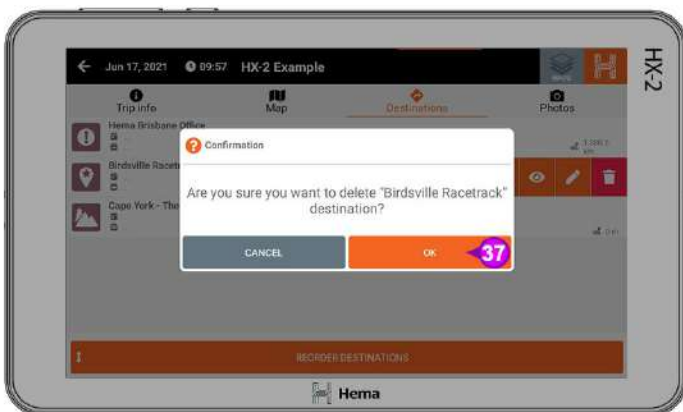 Jun 17, 2021 09:57 HX-2 Example
Trip info Map Destinations Photos
Hema Brisbane Office
Birdsville Racetr
Cape York - The
Confirmation
Are you sure you want to delete "Birdsville Racetrack"
destination?
CANCEL OK 37
REORDER DESTINATIONS
Hema
HX-2